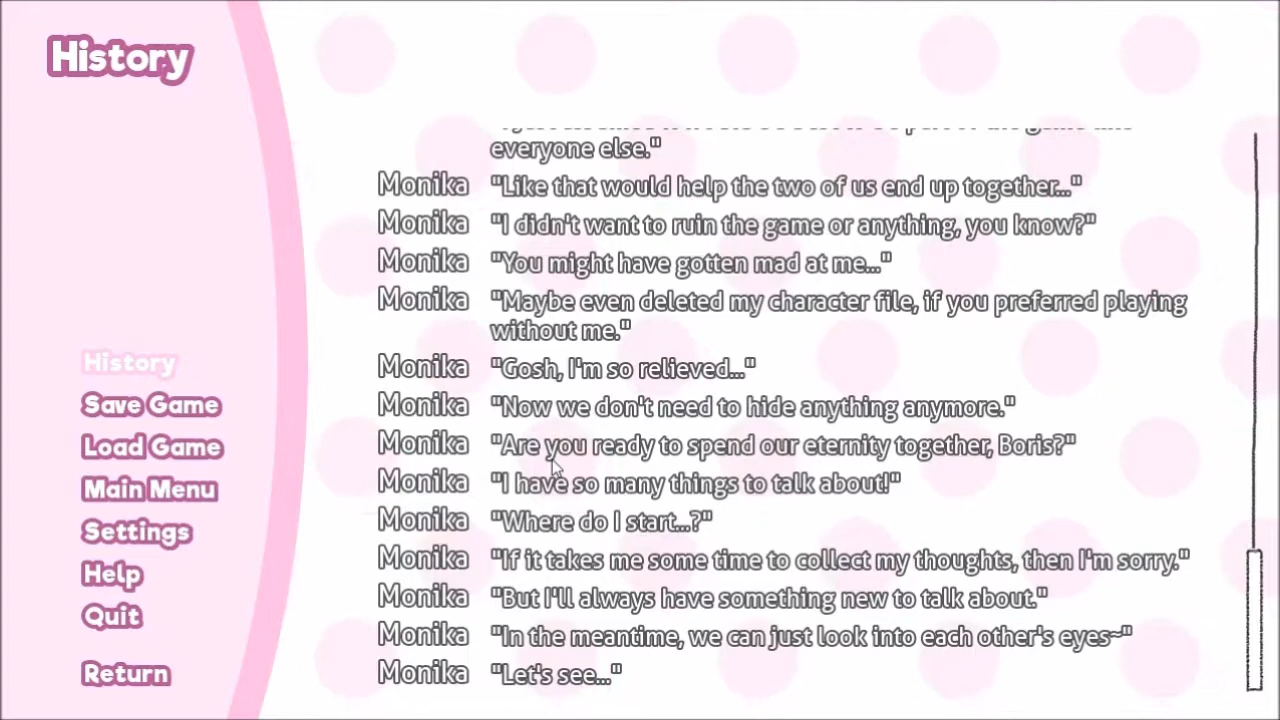 History
everyone else."
Monika "Like that would help the two of us end up together..."
Monika "I didn't want to ruin the game or anything, you know?"
Monika "You might have gotten mad at me..."
Monika "Maybe even deleted my character file, if you preferred playing
without me."
Monika "Gosh, I'm so relieved..."
Monika "Now we don't need to hide anything anymore."
Monika "Are you ready to spend our eternity together, Boris?"
Monika "I have so many things to talk about!"
Monika "Where do I start...?"
Monika "If it takes me some time to collect my thoughts, then I'm sorry."
Monika "But I'll always have something new to talk about."
Monika "In the meantime, we can just look into each other's eyes~"
Monika "Let's see..."
History
Save Game
Load Game
Main Menu
Settings
Help
Quit
Return